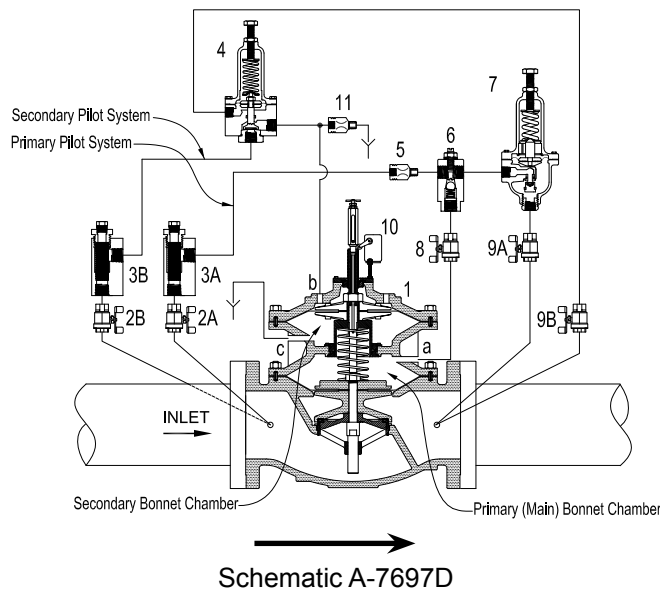 4
7
11
6
Secondary Pilot System
Primary Pilot System
5
10
3B
3A
8
9A
b
1
2B
2A
9B
c
a
INLET
Secondary Bonnet Chamber
Primary (Main) Bonnet Chamber
Schematic A-7697D